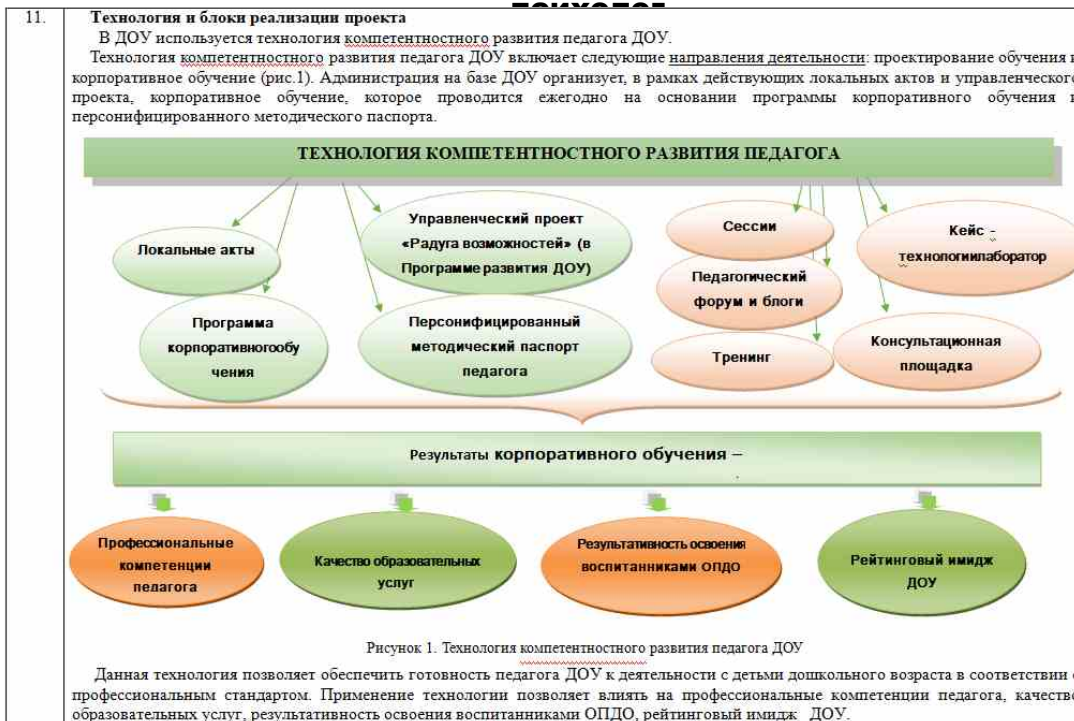 психолог
11. Технология и блоки реализации проекта
В ДОУ используется технология компетентностного развития педагога ДОУ.
Технология компетентностного развития педагога ДОУ включает следующие направления деятельности: проектирование обучения и
корпоративное обучение (рис.1). Администрация на базе ДОУ организует, в рамках действующих локальных актов и управленческого
проекта, корпоративное обучение, которое проводится ежегодно на основании программы корпоративного обучения и
персонифицированного методического паспорта.
ТЕХНОЛОГИЯ КОМПЕТЕНТНОСТНОГО РАЗВИТИЯ ПЕДАГОГА
Локальные акты
Управленческий проект
«Радуга возможностей» (в
Программе развития ДОУ)
Программа
корпоративногообу
чения
Персонифицированный
методический паспорт
педагога
Сессии
Педагогический
форум и блоги
Тренинг
Кейс -
технологиилаборатор
Консультационная
площадка
Результаты корпоративного обучения –
Профессиональные
компетенции
педагога
Качество образовательных
услуг
Результативность освоения
воспитанниками ОПДО
Рейтинговый имидж
ДОУ
Рисунок 1. Технология компетентностного развития педагога ДОУ
Данная технология позволяет обеспечить готовность педагога ДОУ к деятельности с детьми дошкольного возраста в соответствии с
профессиональным стандартом. Применение технологии позволяет влиять на профессиональные компетенции педагога, качество
образовательных услуг, результативность освоения воспитанниками ОПДО, рейтинговый имидж ДОУ.